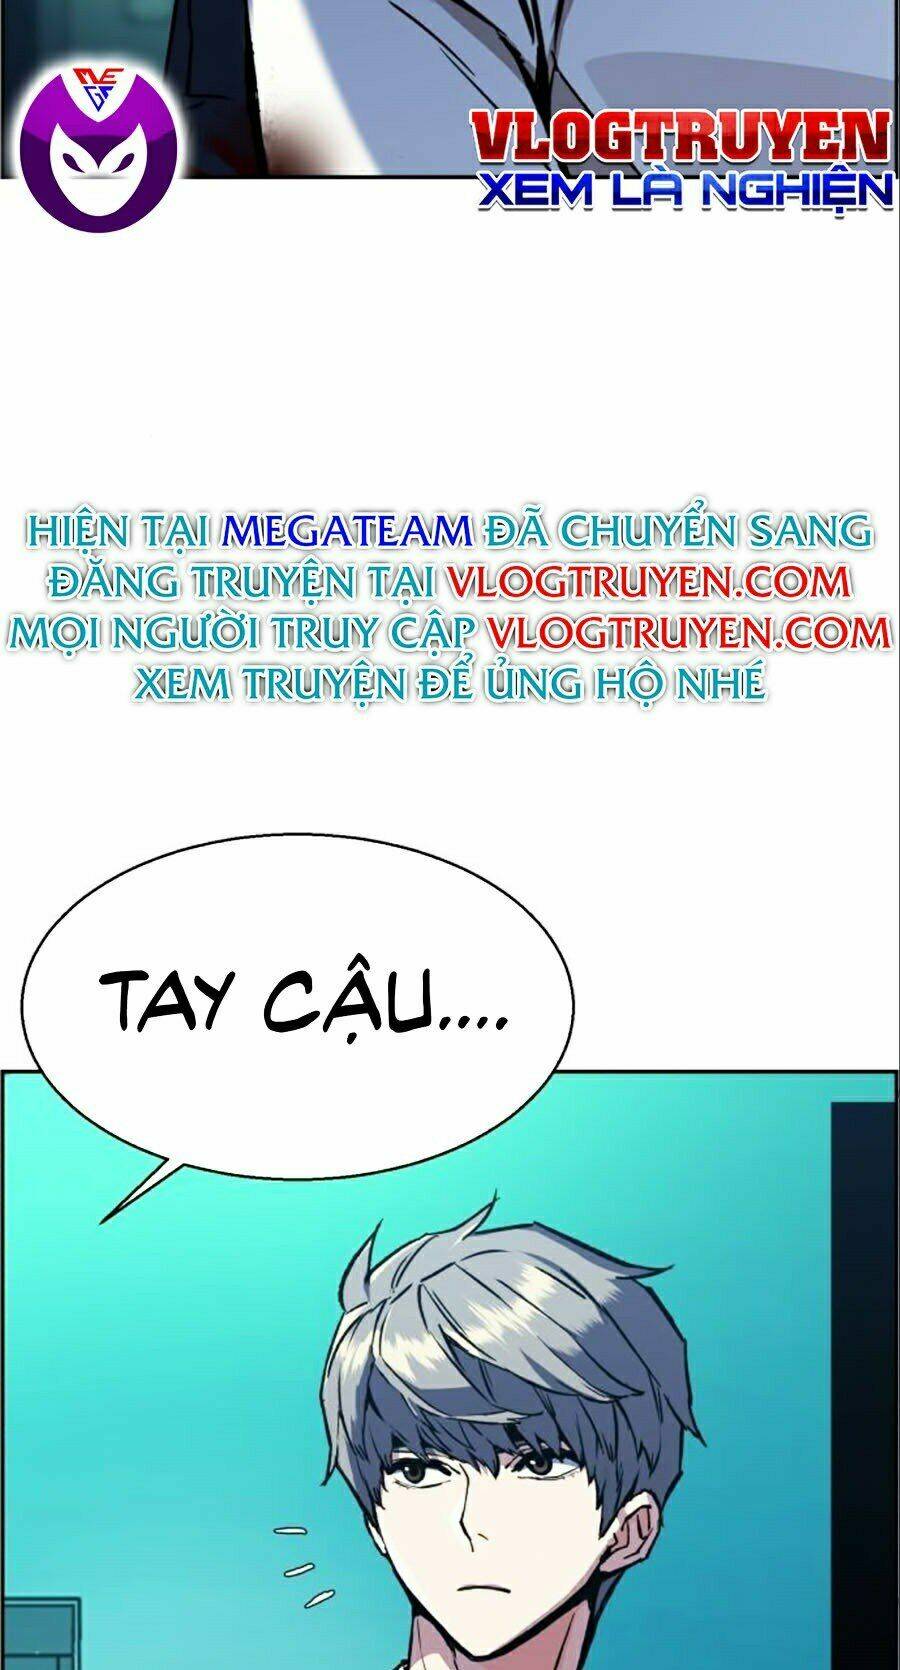 MEGT
VLOGTRUYEN
XEM LÀ NGHIỆN
HIỆN TẠI MEGATEAM ĐÃ CHUYỂN SANG
ĐĂNG TRUYỆN TẠI VLOGTRUYEN.COM
MỌI NGƯỜI TRUY CẬP VLOGTRUYEN.COM
XEM TRUYỆN ĐỂ ỦNG HỘ NHÉ
TAY CẬU....